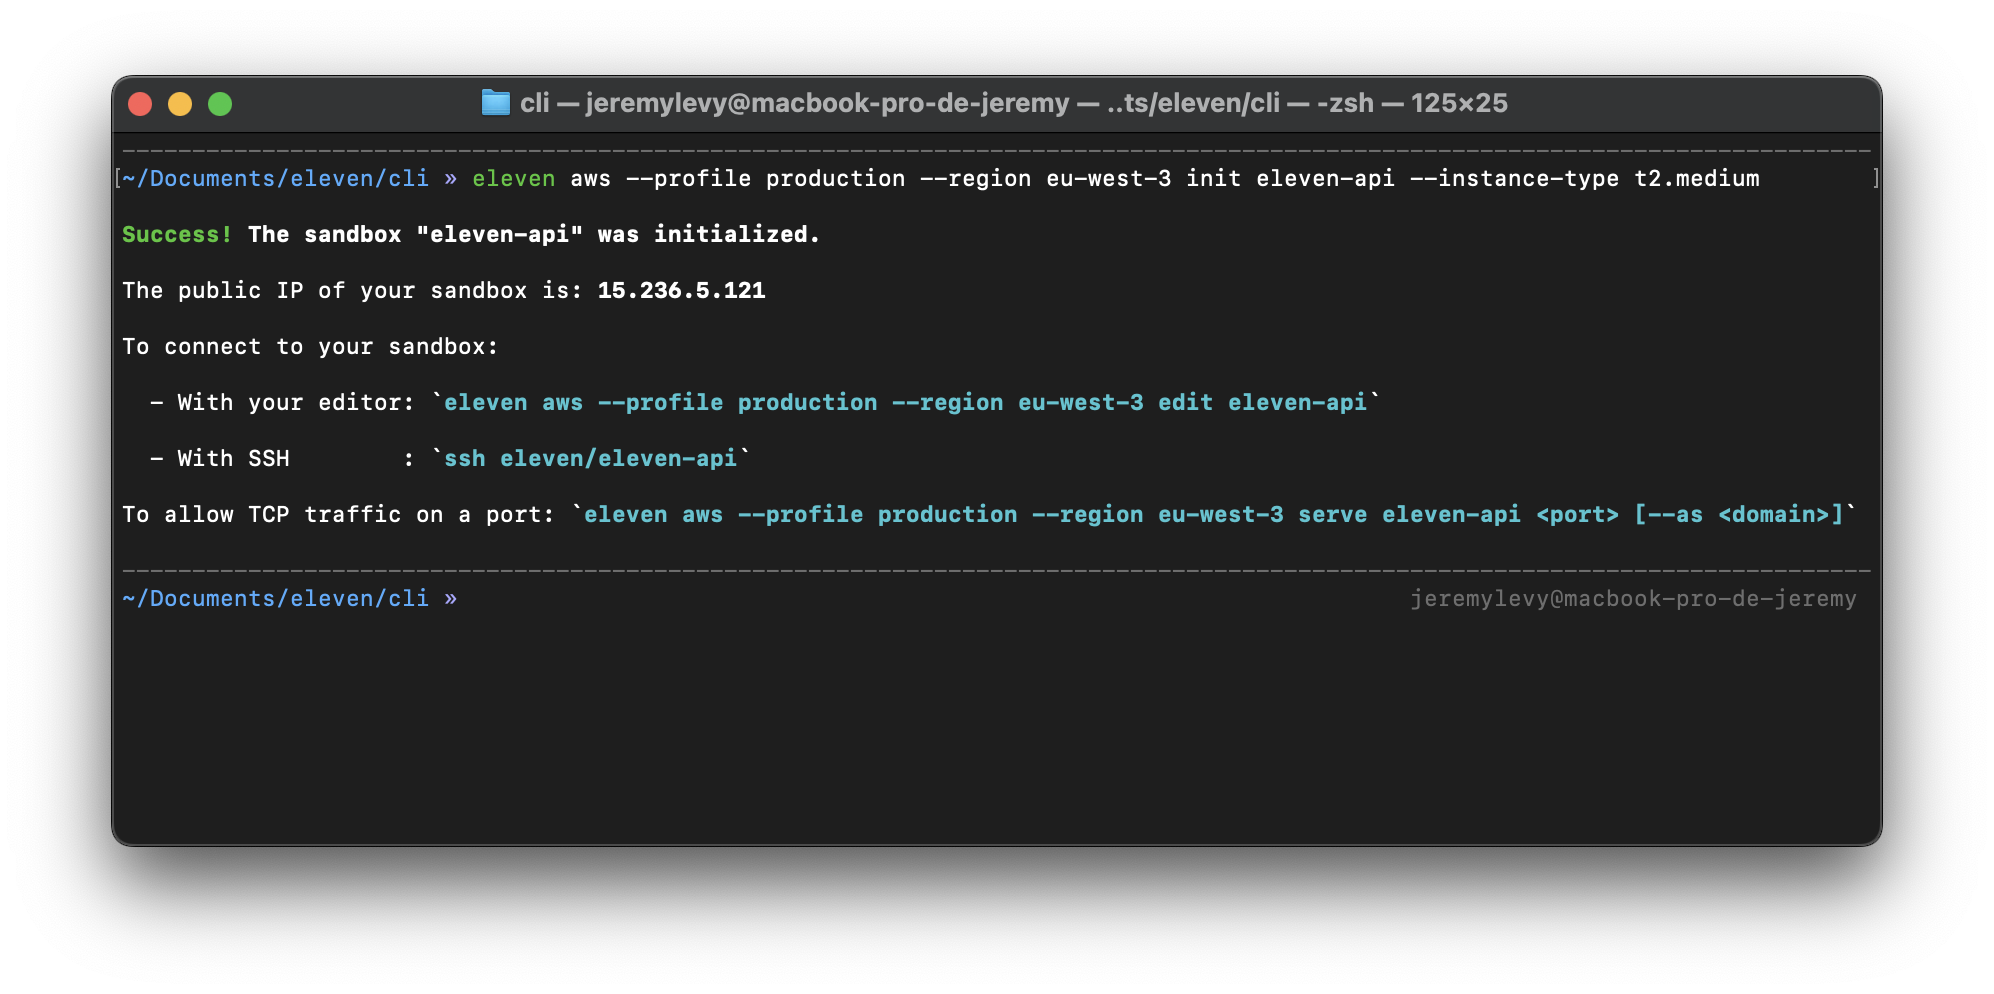 cli — jeremylevy@macbook-pro-de-jeremy — ..ts/eleven/cli — -zsh — 125×25
[~/Documents/eleven/cli » eleven aws --profile production --region eu-west-3 init eleven-api --instance-type t2.medium ]
Success! The sandbox "eleven-api" was initialized.
The public IP of your sandbox is: 15.236.5.121
To connect to your sandbox:
- With your editor: `eleven aws --profile production --region eu-west-3 edit eleven-api`
- With SSH        : `ssh eleven/eleven-api`
To allow TCP traffic on a port: `eleven aws --profile production --region eu-west-3 serve eleven-api <port> [--as <domain>]`
~/Documents/eleven/cli » jeremylevy@macbook-pro-de-jeremy